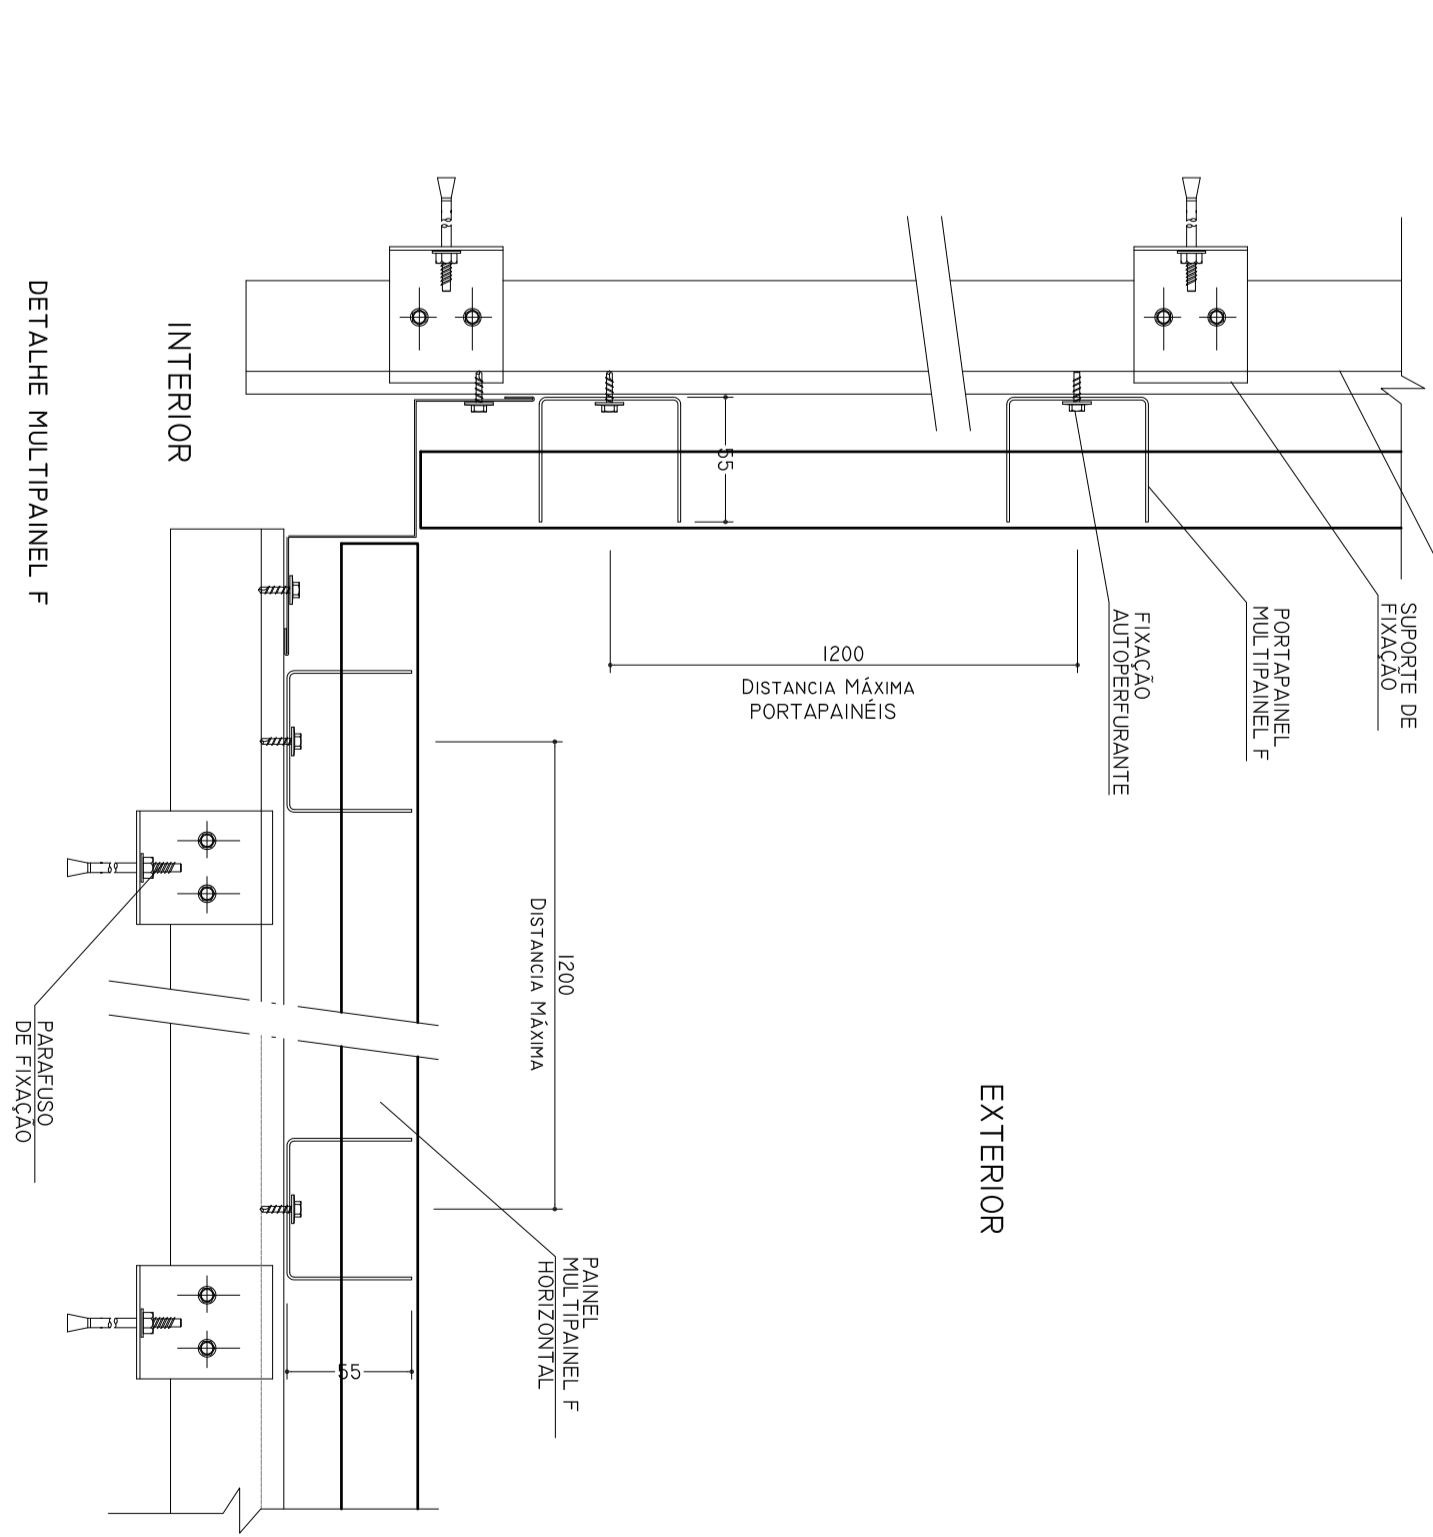 DETALHE MULTIPAINEL F
INTERIOR
EXTERIOR
SUPORTE DE
FIXAÇÃO
PORTAPAINEL
MULTIPAINEL F
FIXAÇÃO
AUTOPERFURANTE
55
1200
DISTANCIA MÁXIMA
PORTAPAINÉIS
1200
DISTANCIA MÁXIMA
PAINEL
MULTIPAINEL F
HORIZONTAL
55
PARAFUSO
DE FIXAÇÃO